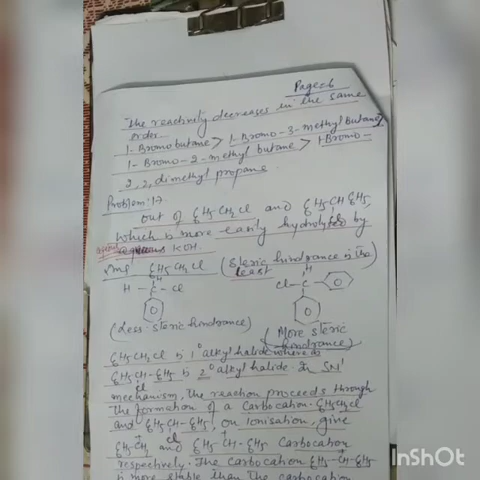 Page 6
The reactivity decreases in the same
order-
1-Bromobutane > 1-Bromo-3-methyl butane >
1-Bromo-2-methyl butane > 1-Bromo-
2,2, dimethyl propane.
Problem:12
out of C6H5CH2Cl and C6H5CH C6H5,
which is more easily hydrolysed by
aqueous KOH.
Ans C6H5CH2Cl (Steric hindrance is the
least
H
H - C - Cl
H
Cl - C
(Less steric hindrance)
(More steric
hindrance)
C6H5CH2Cl is 1° alkyl halide whereas
C6H5CH-C6H5 is 2° alkyl halide. In SN1
Cl
mechanism, the reaction proceeds through
the formation of a Carbocation. C6H5CH2Cl
and C6H5CH-C6H5, on Ionisation, give
Cl
C6H5CH2 and C6H5-CH-C6H5 Carbocation
respectively. The Carbocation C6H5-CH-C6H5
is more stable than the carbocation
InShot